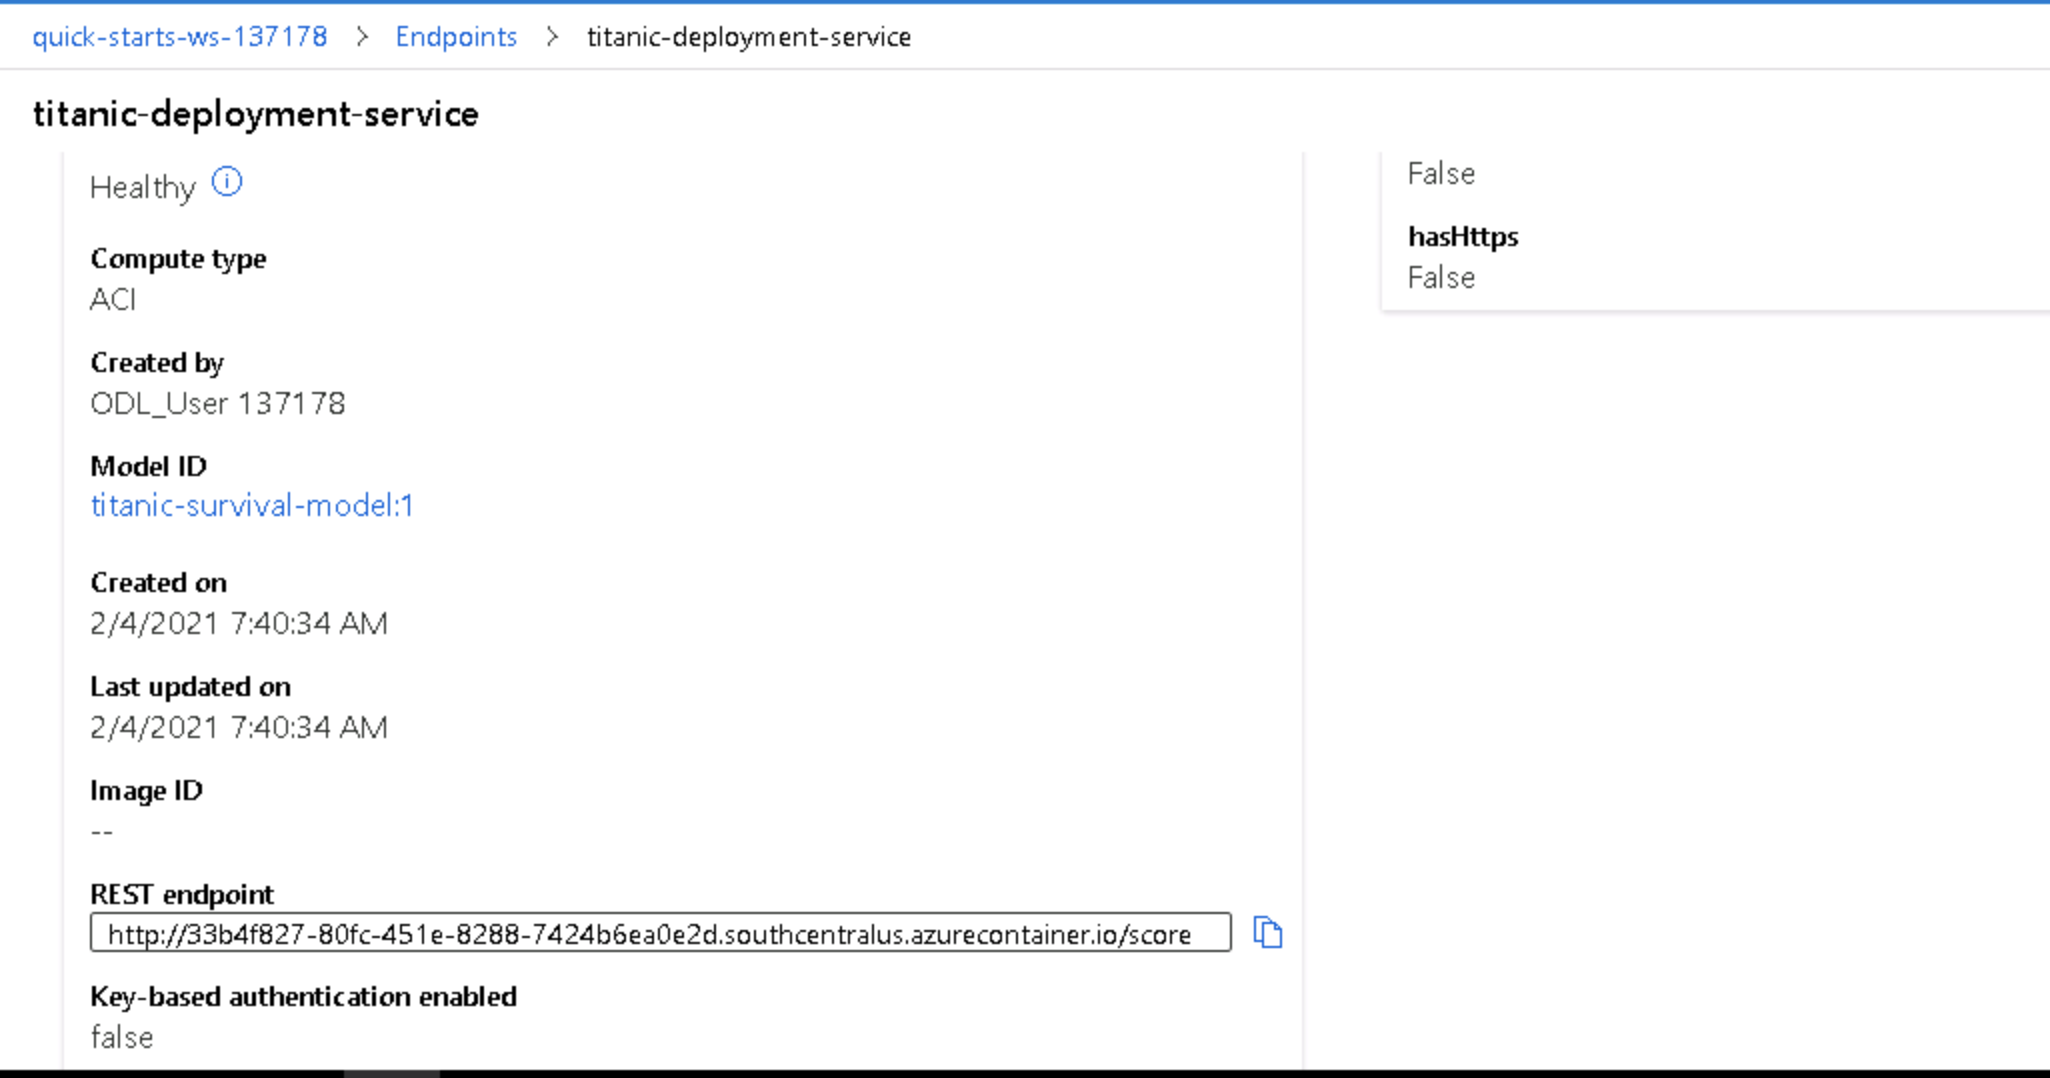 quick-starts-ws-137178 > Endpoints > titanic-deployment-service
titanic-deployment-service
Healthy
Compute type
ACI
Created by
ODL_User 137178
Model ID
titanic-survival-model:1
Created on
2/4/2021 7:40:34 AM
Last updated on
2/4/2021 7:40:34 AM
Image ID
--
REST endpoint
http://33b4f827-80fc-451e-8288-7424b6ea0e2d.southcentralus.azurecontainer.io/score
Key-based authentication enabled
false
False
hasHttps
False